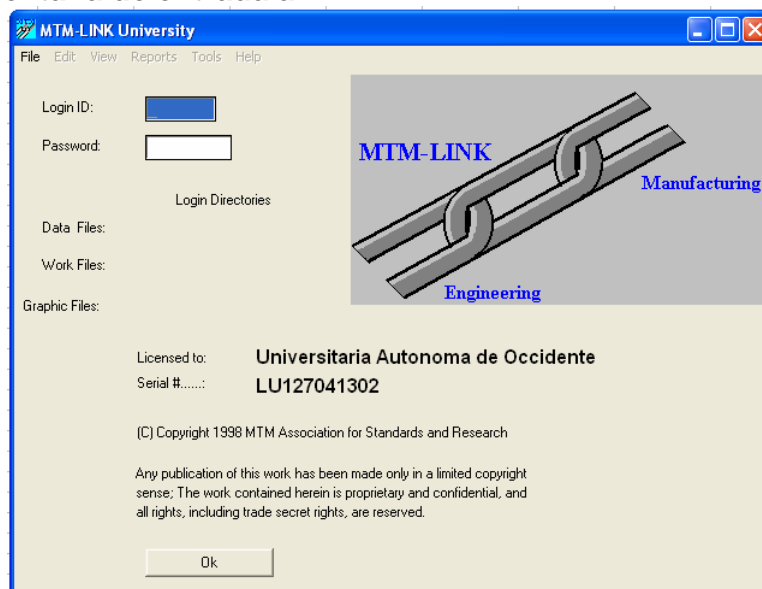 MTM-LINK University
File Edit View Reports Tools Help
Login ID:
Password:
MTM-LINK
Manufacturing
Login Directories
Data Files:
Work Files:
Engineering
Graphic Files:
Licensed to: Universitaria Autonoma de Occidente
Serial #......: LU127041302
(C) Copyright 1998 MTM Association for Standards and Research
Any publication of this work has been made only in a limited copyright
sense; The work contained herein is proprietary and confidential, and
all rights, including trade secret rights, are reserved.
Ok